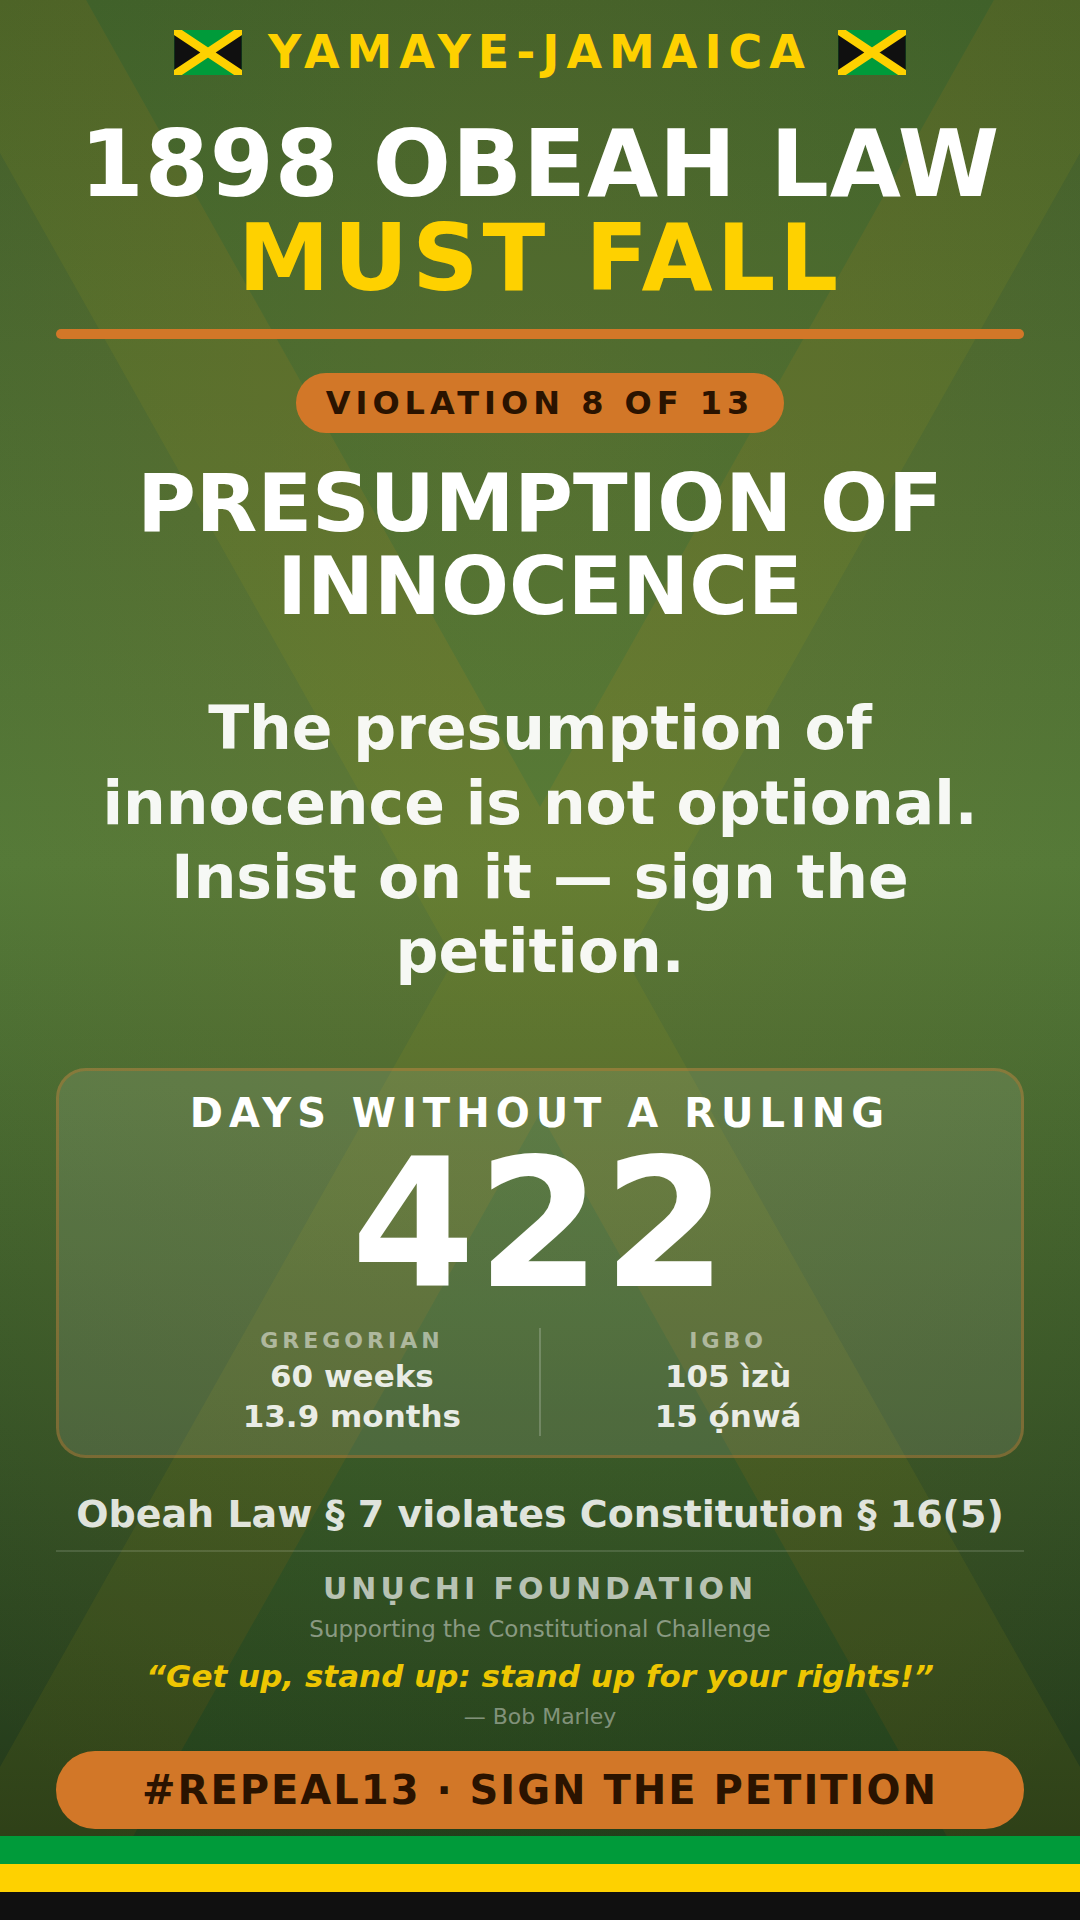 YAMAYE-JAMAICA
1898 OBEAH LAW
MUST FALL
VIOLATION 8 OF 13
PRESUMPTION OF
INNOCENCE
The presumption of
innocence is not optional.
Insist on it — sign the
petition.
DAYS WITHOUT A RULING
422
GREGORIAN
60 weeks
13.9 months
IGBO
105 ìzù
15 ọ́nwá
Obeah Law § 7 violates Constitution § 16(5)
UNỤCHI FOUNDATION
Supporting the Constitutional Challenge
“Get up, stand up: stand up for your rights!”
— Bob Marley
#REPEAL13 · SIGN THE PETITION